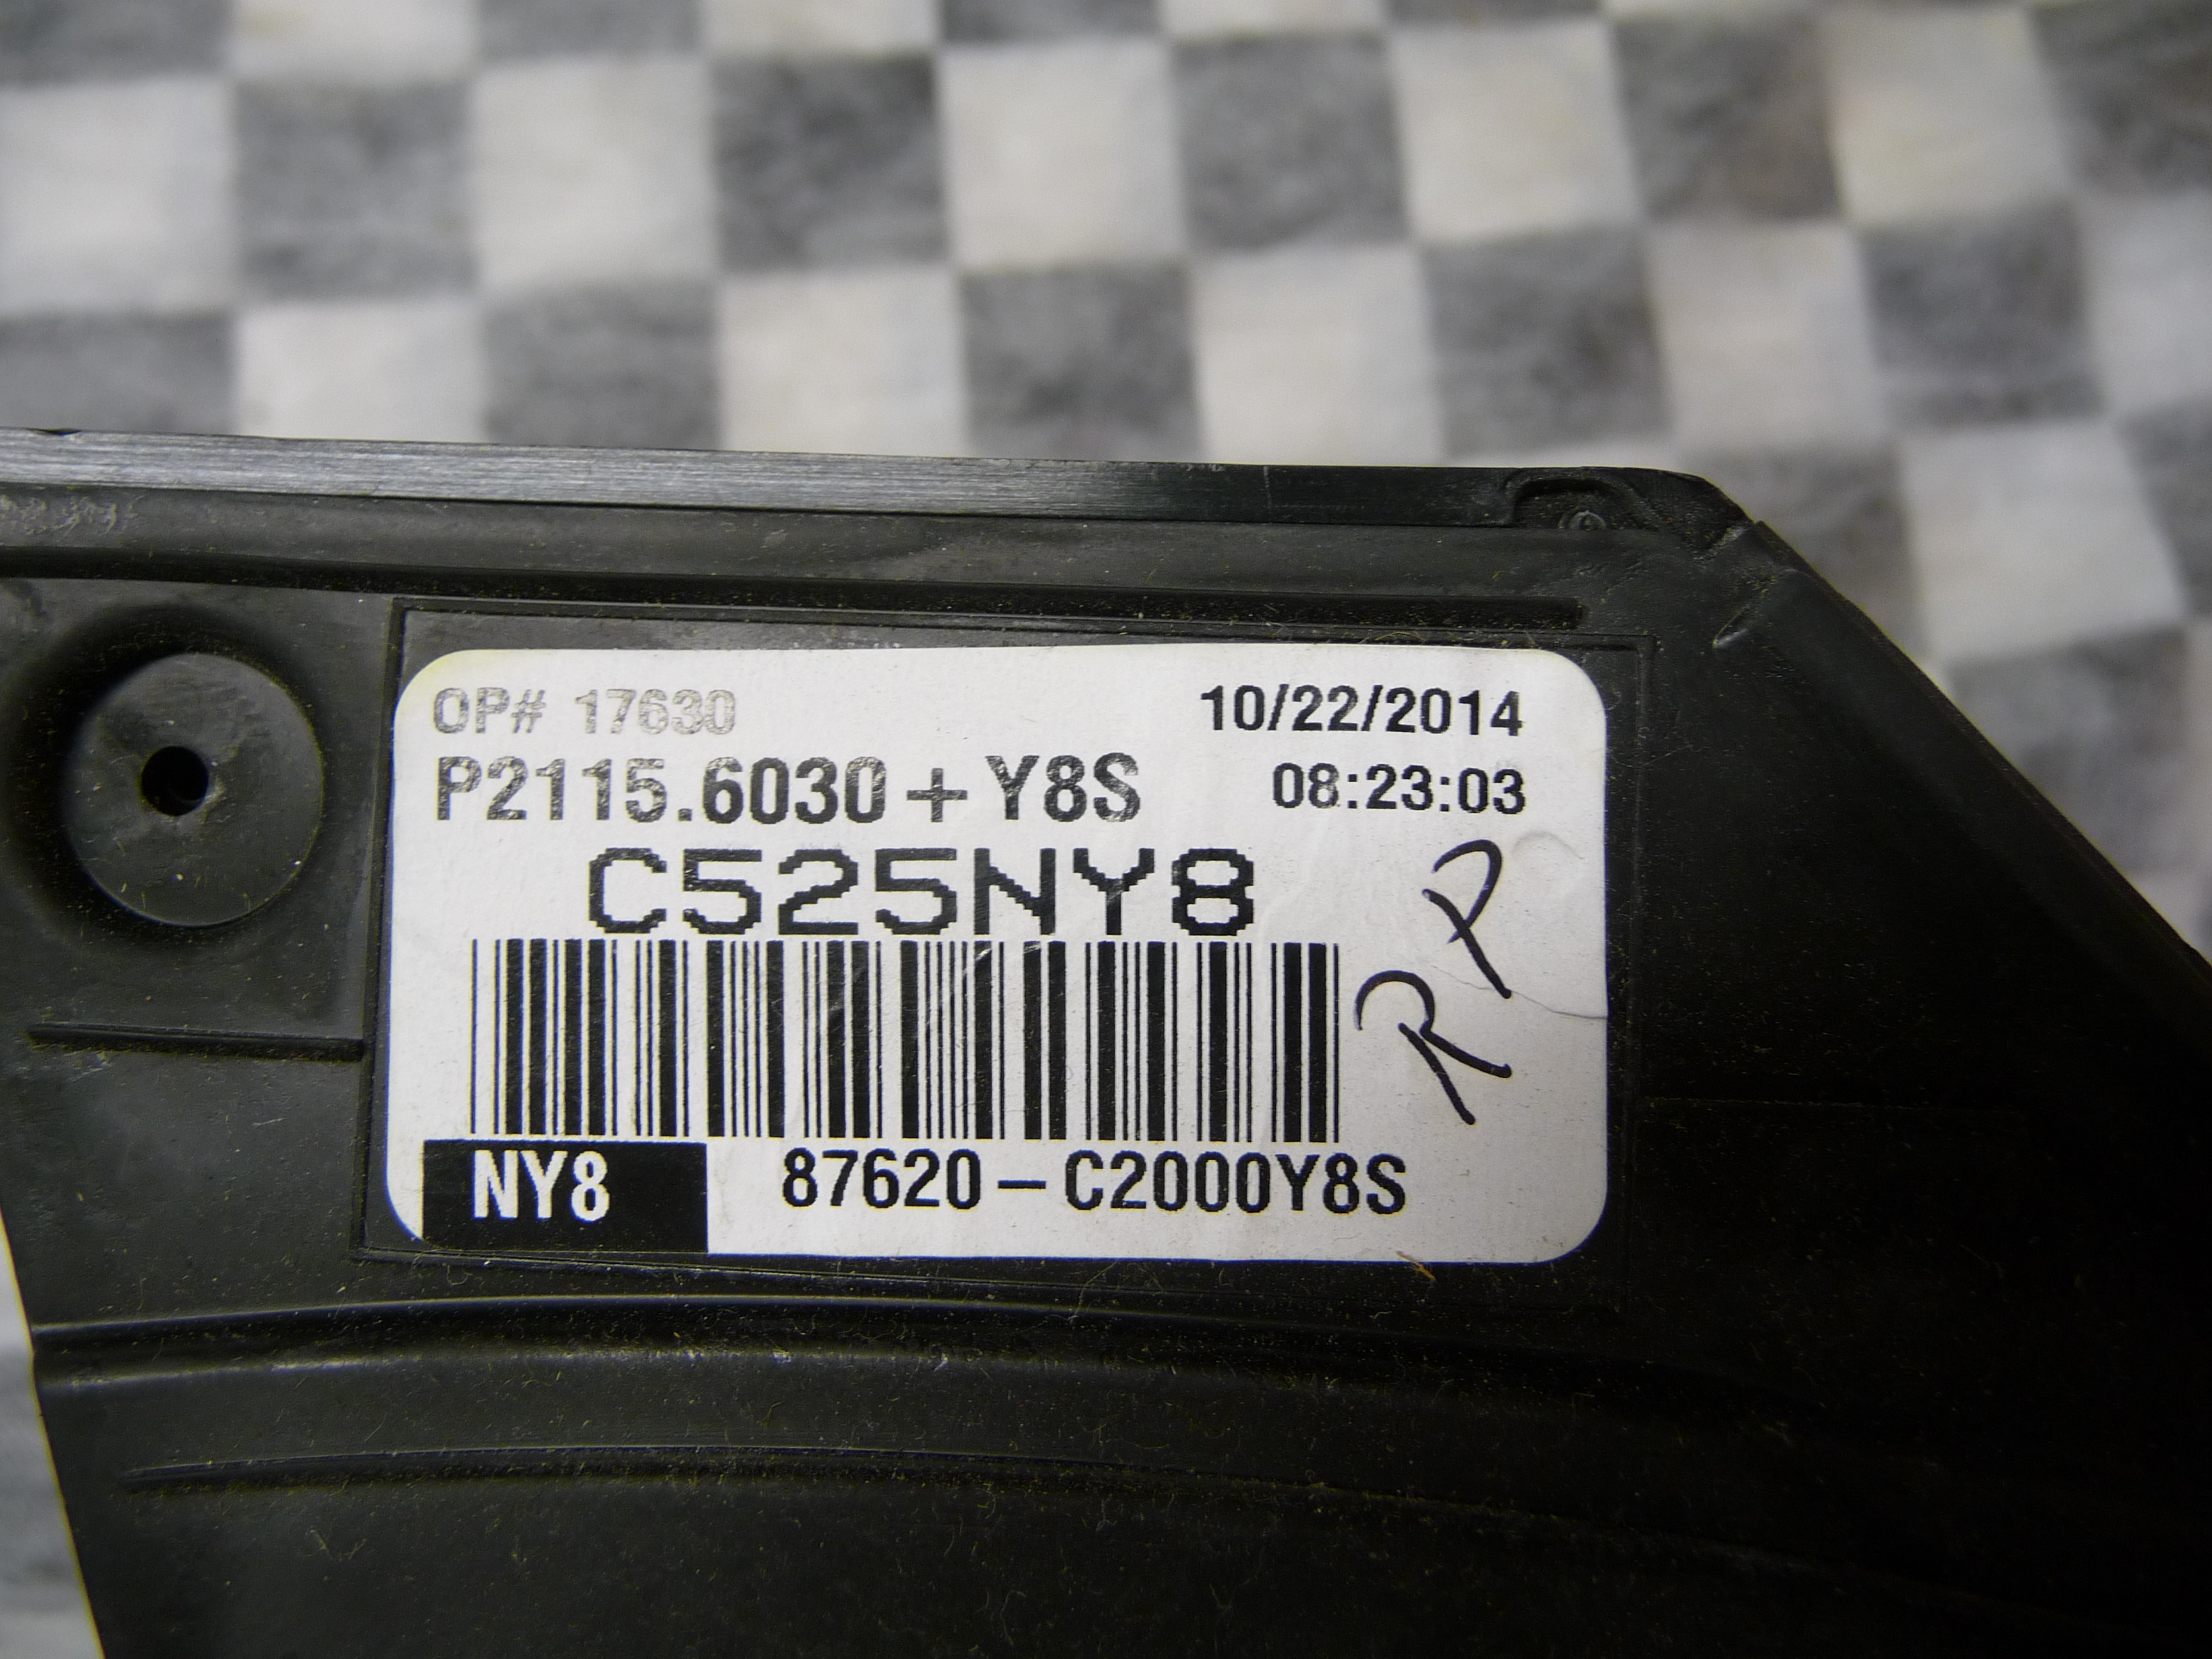 OP# 17630
10/22/2014
P2115.6030+Y8S
08:23:03
C525NY8
RP
NY8
87620-C2000Y8S